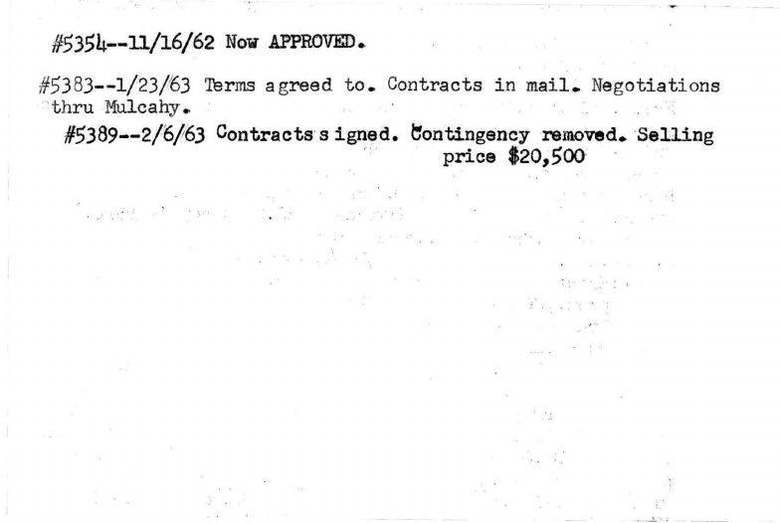 #5354--11/16/62 Now APPROVED.
#5383--1/23/63 Terms agreed to. Contracts in mail. Negotiations
thru Mulcahy.
#5389--2/6/63 Contracts signed. Contingency removed. Selling
price $20,500